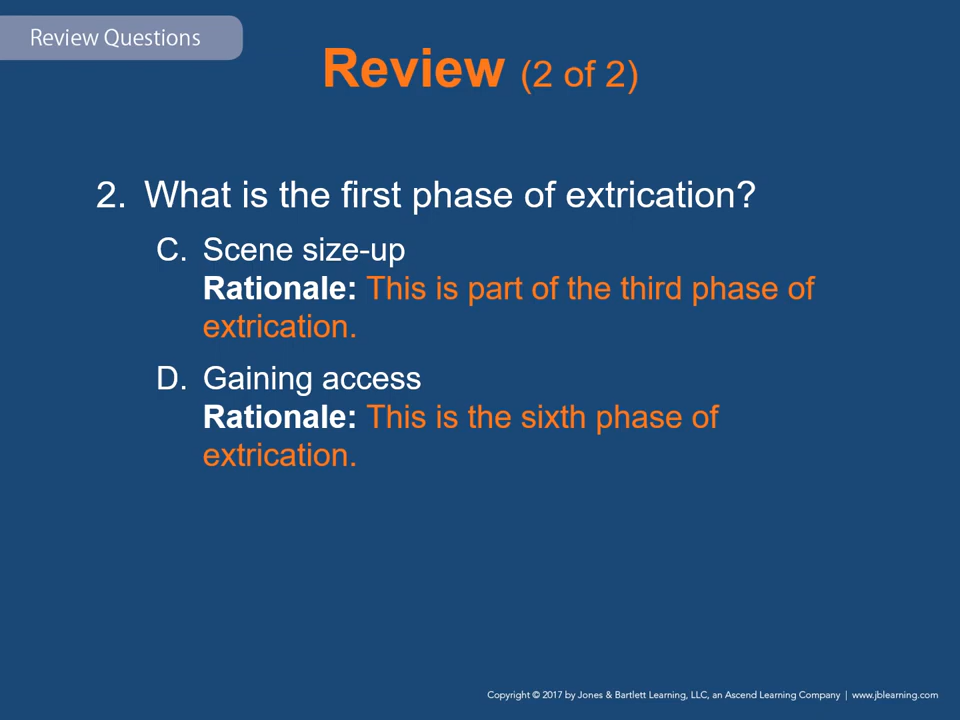 Review Questions
Review (2 of 2)
2. What is the first phase of extrication?
C. Scene size-up
Rationale: This is part of the third phase of
extrication.
D. Gaining access
Rationale: This is the sixth phase of
extrication.
Copyright © 2017 by Jones & Bartlett Learning, LLC, an Ascend Learning Company | www.jblearning.com